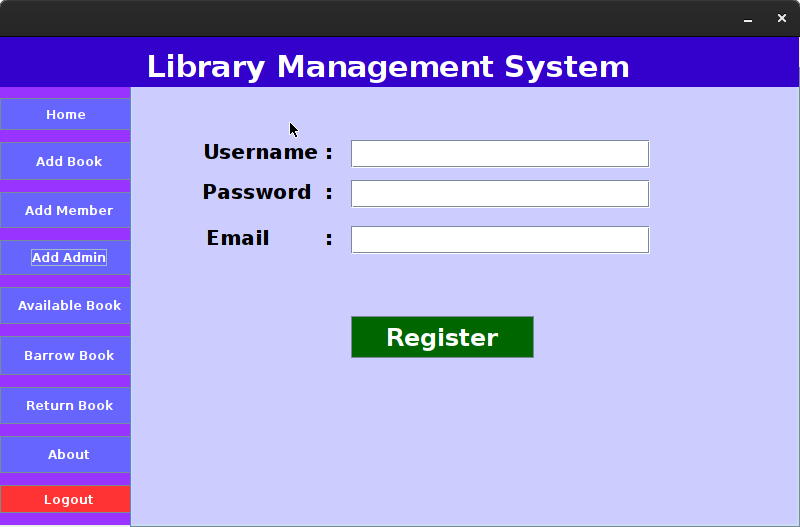 Library Management System
Home
Add Book
Add Member
Add Admin
Available Book
Barrow Book
Return Book
About
Logout
Username :
Password :
Email :
Register